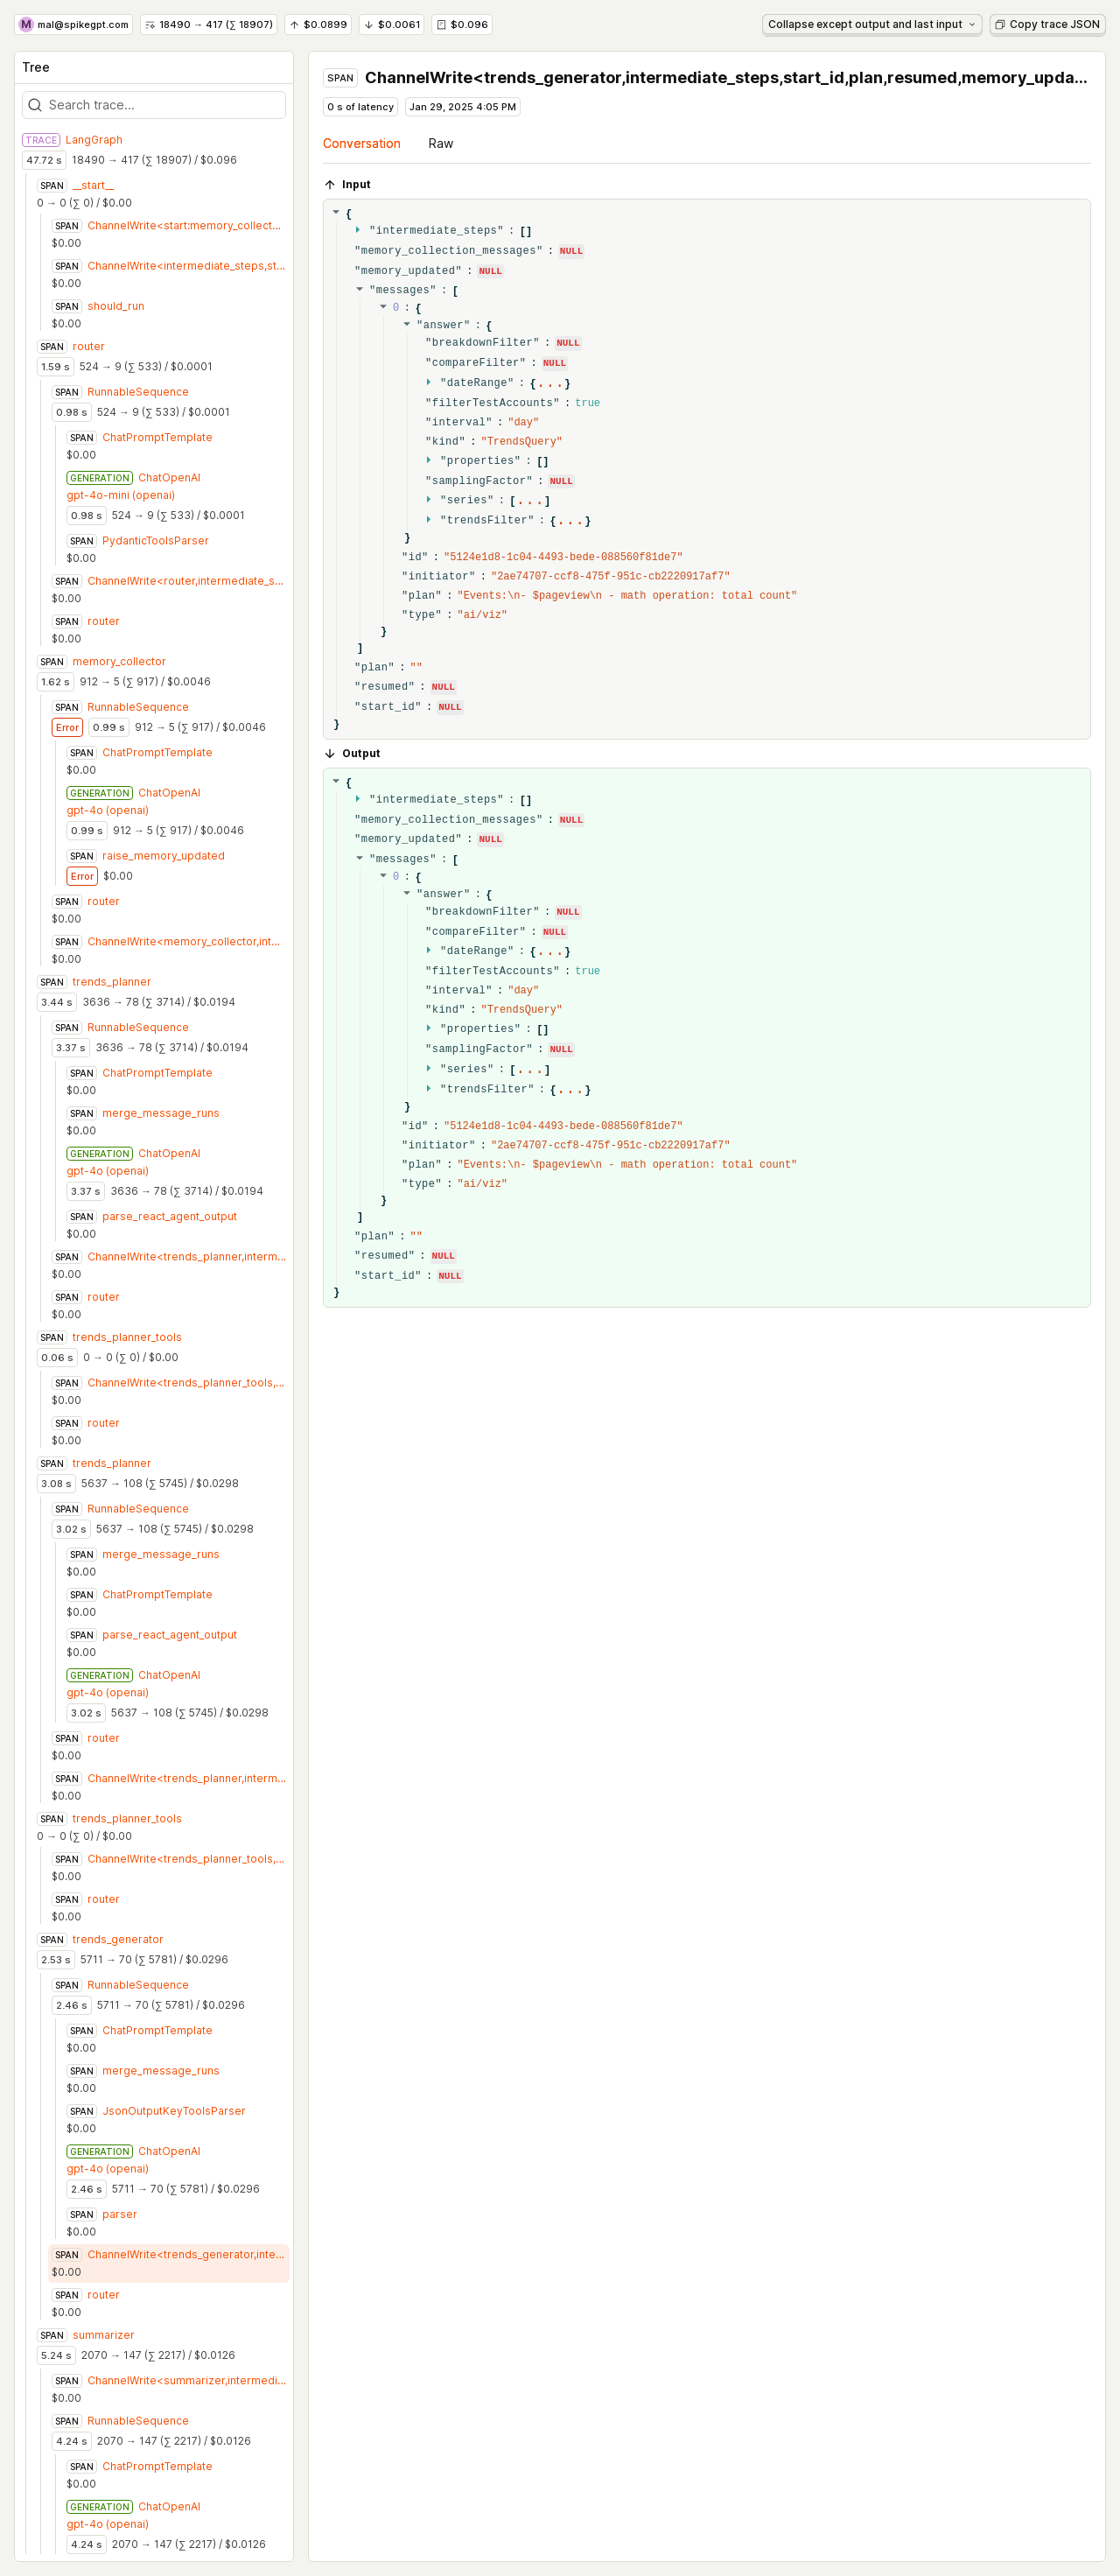 M mal@spikegpt.com 18490 → 417 (∑ 18907) $0.0899 $0.0061 $0.096 Collapse except output and last input Copy trace JSON
Tree
Search trace...
TRACE LangGraph
47.72 s 18490 → 417 (∑ 18907) / $0.096
SPAN __start__
0 → 0 (∑ 0) / $0.00
SPAN ChannelWrite<start:memory_collect...
$0.00
SPAN ChannelWrite<intermediate_steps,st...
$0.00
SPAN should_run
$0.00
SPAN router
1.59 s 524 → 9 (∑ 533) / $0.0001
SPAN RunnableSequence
0.98 s 524 → 9 (∑ 533) / $0.0001
SPAN ChatPromptTemplate
$0.00
GENERATION ChatOpenAI
gpt-4o-mini (openai)
0.98 s 524 → 9 (∑ 533) / $0.0001
SPAN PydanticToolsParser
$0.00
SPAN ChannelWrite<router,intermediate_s...
$0.00
SPAN router
$0.00
SPAN memory_collector
1.62 s 912 → 5 (∑ 917) / $0.0046
SPAN RunnableSequence
Error 0.99 s 912 → 5 (∑ 917) / $0.0046
SPAN ChatPromptTemplate
$0.00
GENERATION ChatOpenAI
gpt-4o (openai)
0.99 s 912 → 5 (∑ 917) / $0.0046
SPAN raise_memory_updated
Error $0.00
SPAN router
$0.00
SPAN ChannelWrite<memory_collector,int...
$0.00
SPAN trends_planner
3.44 s 3636 → 78 (∑ 3714) / $0.0194
SPAN RunnableSequence
3.37 s 3636 → 78 (∑ 3714) / $0.0194
SPAN ChatPromptTemplate
$0.00
SPAN merge_message_runs
$0.00
GENERATION ChatOpenAI
gpt-4o (openai)
3.37 s 3636 → 78 (∑ 3714) / $0.0194
SPAN parse_react_agent_output
$0.00
SPAN ChannelWrite<trends_planner,interm...
$0.00
SPAN router
$0.00
SPAN trends_planner_tools
0.06 s 0 → 0 (∑ 0) / $0.00
SPAN ChannelWrite<trends_planner_tools,...
$0.00
SPAN router
$0.00
SPAN trends_planner
3.08 s 5637 → 108 (∑ 5745) / $0.0298
SPAN RunnableSequence
3.02 s 5637 → 108 (∑ 5745) / $0.0298
SPAN merge_message_runs
$0.00
SPAN ChatPromptTemplate
$0.00
SPAN parse_react_agent_output
$0.00
GENERATION ChatOpenAI
gpt-4o (openai)
3.02 s 5637 → 108 (∑ 5745) / $0.0298
SPAN router
$0.00
SPAN ChannelWrite<trends_planner,interm...
$0.00
SPAN trends_planner_tools
0 → 0 (∑ 0) / $0.00
SPAN ChannelWrite<trends_planner_tools,...
$0.00
SPAN router
$0.00
SPAN trends_generator
2.53 s 5711 → 70 (∑ 5781) / $0.0296
SPAN RunnableSequence
2.46 s 5711 → 70 (∑ 5781) / $0.0296
SPAN ChatPromptTemplate
$0.00
SPAN merge_message_runs
$0.00
SPAN JsonOutputKeyToolsParser
$0.00
GENERATION ChatOpenAI
gpt-4o (openai)
2.46 s 5711 → 70 (∑ 5781) / $0.0296
SPAN parser
$0.00
SPAN ChannelWrite<trends_generator,inte...
$0.00
SPAN router
$0.00
SPAN summarizer
5.24 s 2070 → 147 (∑ 2217) / $0.0126
SPAN ChannelWrite<summarizer,intermedi...
$0.00
SPAN RunnableSequence
4.24 s 2070 → 147 (∑ 2217) / $0.0126
SPAN ChatPromptTemplate
$0.00
GENERATION ChatOpenAI
gpt-4o (openai)
4.24 s 2070 → 147 (∑ 2217) / $0.0126
SPAN ChannelWrite<trends_generator,intermediate_steps,start_id,plan,resumed,memory_upda...
0 s of latency Jan 29, 2025 4:05 PM
Conversation Raw
Input
{
"intermediate_steps" : []
"memory_collection_messages" : NULL
"memory_updated" : NULL
"messages" : [
0 : {
"answer" : {
"breakdownFilter" : NULL
"compareFilter" : NULL
"dateRange" : {...}
"filterTestAccounts" : true
"interval" : "day"
"kind" : "TrendsQuery"
"properties" : []
"samplingFactor" : NULL
"series" : [...]
"trendsFilter" : {...}
}
"id" : "5124e1d8-1c04-4493-bede-088560f81de7"
"initiator" : "2ae74707-ccf8-475f-951c-cb2220917af7"
"plan" : "Events:\n- $pageview\n - math operation: total count"
"type" : "ai/viz"
}
]
"plan" : ""
"resumed" : NULL
"start_id" : NULL
}
Output
{
"intermediate_steps" : []
"memory_collection_messages" : NULL
"memory_updated" : NULL
"messages" : [
0 : {
"answer" : {
"breakdownFilter" : NULL
"compareFilter" : NULL
"dateRange" : {...}
"filterTestAccounts" : true
"interval" : "day"
"kind" : "TrendsQuery"
"properties" : []
"samplingFactor" : NULL
"series" : [...]
"trendsFilter" : {...}
}
"id" : "5124e1d8-1c04-4493-bede-088560f81de7"
"initiator" : "2ae74707-ccf8-475f-951c-cb2220917af7"
"plan" : "Events:\n- $pageview\n - math operation: total count"
"type" : "ai/viz"
}
]
"plan" : ""
"resumed" : NULL
"start_id" : NULL
}